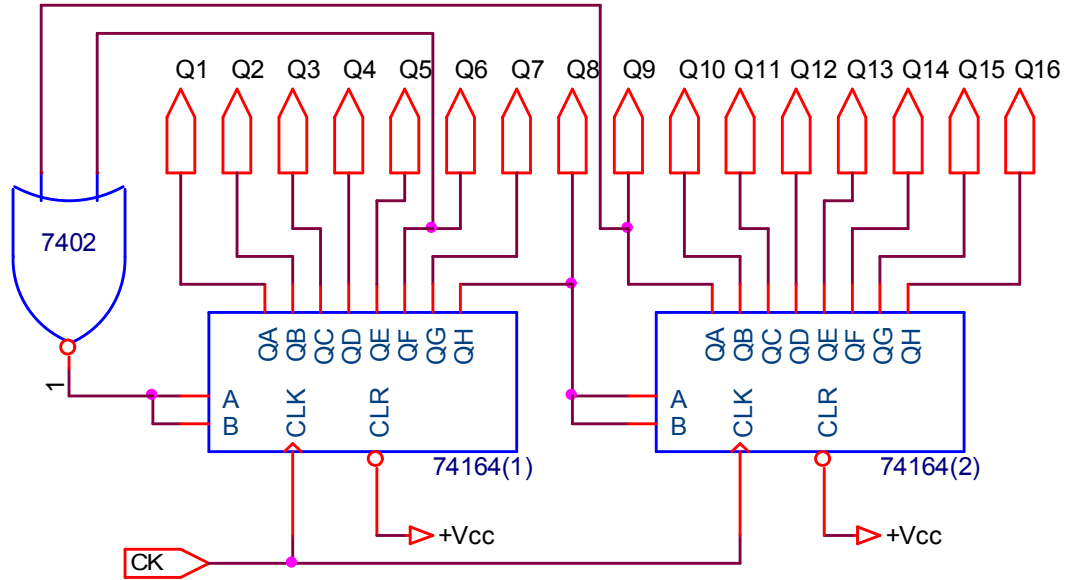 Q1 Q2 Q3 Q4 Q5 Q6 Q7 Q8 Q9 Q10 Q11 Q12 Q13 Q14 Q15 Q16
7402
QA QB QC QD QE QF QG QH
QA QB QC QD QE QF QG QH
1
A
B
CLK
CLR
A
B
CLK
CLR
74164(1)
74164(2)
+Vcc
+Vcc
CK